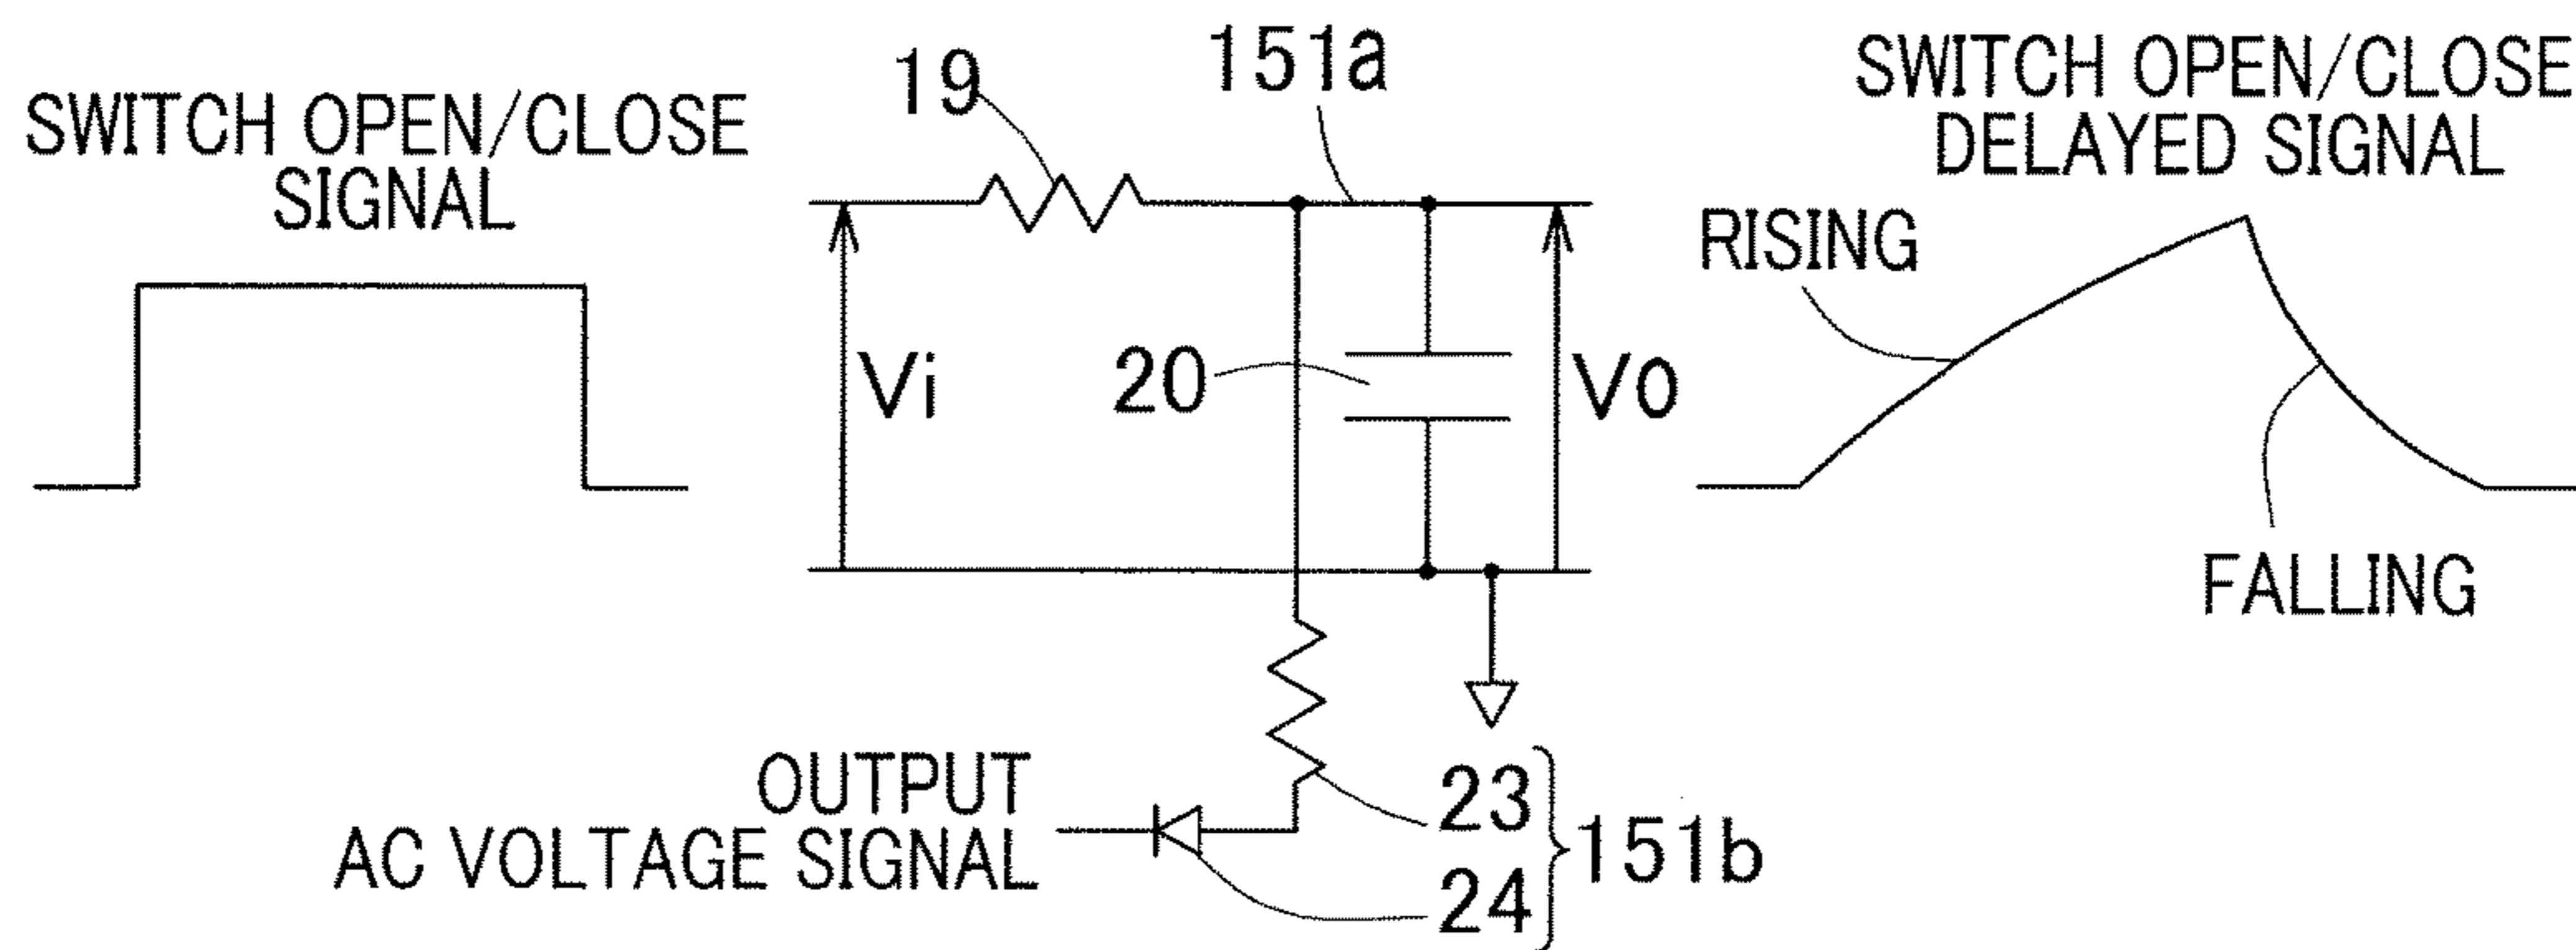 SWITCH OPEN/CLOSE
SIGNAL
19
151a
SWITCH OPEN/CLOSE
DELAYED SIGNAL
RISING
Vi
20
Vo
FALLING
OUTPUT
AC VOLTAGE SIGNAL
23
24
151b